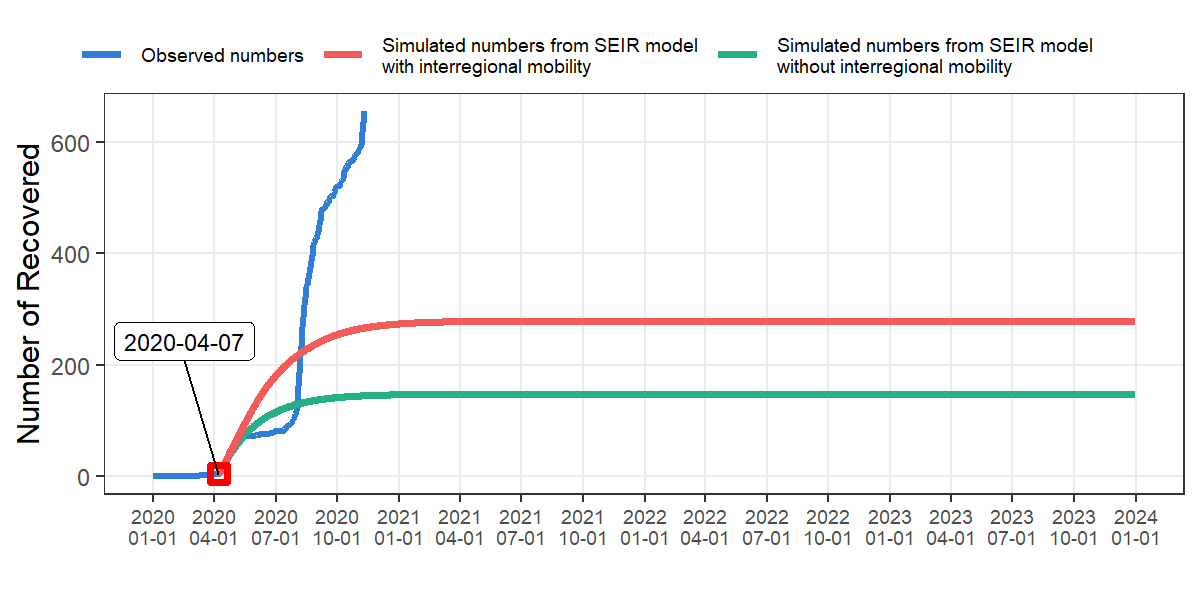 Observed numbers
Simulated numbers from SEIR model
with interregional mobility
Simulated numbers from SEIR model
without interregional mobility
Number of Recovered
600
400
200
0
2020-04-07
2020 2020 2020 2020 2021 2021 2021 2021 2022 2022 2022 2022 2023 2023 2023 2023 2024
01-01 04-01 07-01 10-01 01-01 04-01 07-01 10-01 01-01 04-01 07-01 10-01 01-01 04-01 07-01 10-01 01-01